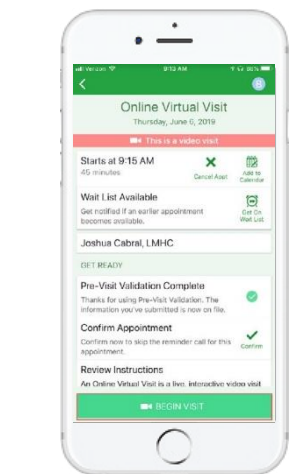 Verizon
9:13 AM
Online Virtual Visit
Thursday, June 6, 2019
This is a video visit
Starts at 9:15 AM
45 minutes
Cancel Appt
Add to
Calendar
Wait List Available
Get notified if an earlier appointment
becomes available.
Get On
Wait List
Joshua Cabral, LMHC
GET READY
Pre-Visit Validation Complete
Thanks for using Pre-Visit Validation. The
information you've submitted is now on file.
Confirm Appointment
Confirm now to skip the reminder call for this
appointment.
Confirm
Review Instructions
An Online Virtual Visit is a live, interactive video visit
BEGIN VISIT